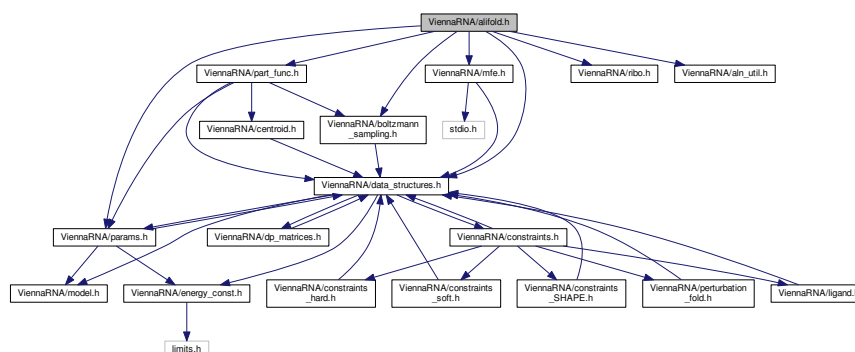 ViennaRNA/alifold.h
ViennaRNA/part_func.h
ViennaRNA/mfe.h
ViennaRNA/ribo.h
ViennaRNA/aln_util.h
ViennaRNA/centroid.h
ViennaRNA/boltzmann
_sampling.h
stdio.h
ViennaRNA/data_structures.h
ViennaRNA/params.h
ViennaRNA/dp_matrices.h
ViennaRNA/constraints.h
ViennaRNA/model.h
ViennaRNA/energy_const.h
ViennaRNA/constraints
_hard.h
ViennaRNA/constraints
_soft.h
ViennaRNA/constraints
_SHAPE.h
ViennaRNA/perturbation
_fold.h
ViennaRNA/ligand.
limits.h